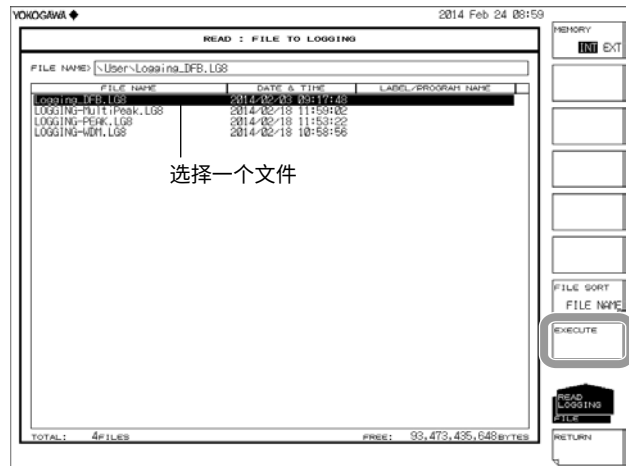 YOKOGAWA ◆ 2014 Feb 24 08:59
READ : FILE TO LOGGING
FILE NAME> \User\Logging_DFB.LG8
FILE NAME DATE & TIME LABEL/PROGRAM NAME
Logging_DFB.LG8 2014/02/03 09:17:48
LOGGING-MultiPeak.LG8 2014/02/18 11:59:02
LOGGING-PEAK.LG8 2014/02/18 11:53:22
LOGGING-WDM.LG8 2014/02/18 10:58:56
选择一个文件
TOTAL: 4FILES FREE: 93,473,435,648BYTES
MEMORY
INT EXT
FILE SORT
FILE NAME
EXECUTE
READ
LOGGING
FILE
RETURN